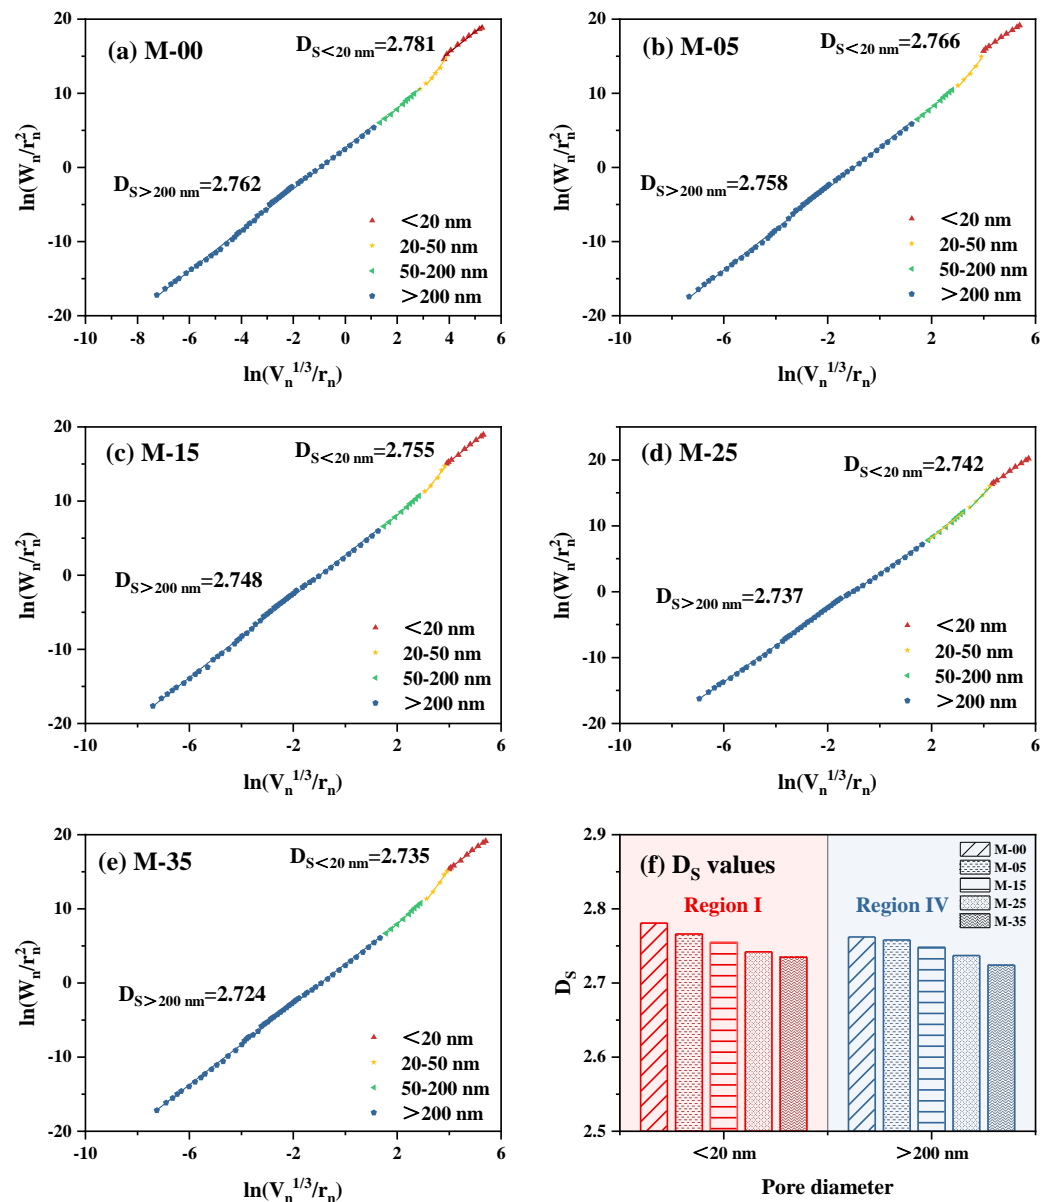 (a) M-00
D_S<20 nm=2.781
D_S>200 nm=2.762
<20 nm
20-50 nm
50-200 nm
>200 nm
20
10
0
-10
-20
-10 -8 -6 -4 -2 0 2 4 6
ln(W_n/r_n^2)
ln(V_n^1/3/r_n)
(b) M-05
D_S<20 nm=2.766
D_S>200 nm=2.758
<20 nm
20-50 nm
50-200 nm
>200 nm
20
10
0
-10
-20
-10 -6 -2 2 6
ln(W_n/r_n^2)
ln(V_n^1/3/r_n)
(c) M-15
D_S<20 nm=2.755
D_S>200 nm=2.748
<20 nm
20-50 nm
50-200 nm
>200 nm
20
10
0
-10
-20
-10 -6 -2 2 6
ln(W_n/r_n^2)
ln(V_n^1/3/r_n)
(d) M-25
D_S<20 nm=2.742
D_S>200 nm=2.737
<20 nm
20-50 nm
50-200 nm
>200 nm
20
10
0
-10
-20
-10 -6 -2 2 6
ln(W_n/r_n^2)
ln(V_n^1/3/r_n)
(e) M-35
D_S<20 nm=2.735
D_S>200 nm=2.724
<20 nm
20-50 nm
50-200 nm
>200 nm
20
10
0
-10
-20
-10 -6 -2 2 6
ln(W_n/r_n^2)
ln(V_n^1/3/r_n)
(f) D_S values
Region I
Region IV
M-00
M-05
M-15
M-25
M-35
2.9
2.8
2.7
2.6
2.5
D_S
<20 nm >200 nm
Pore diameter